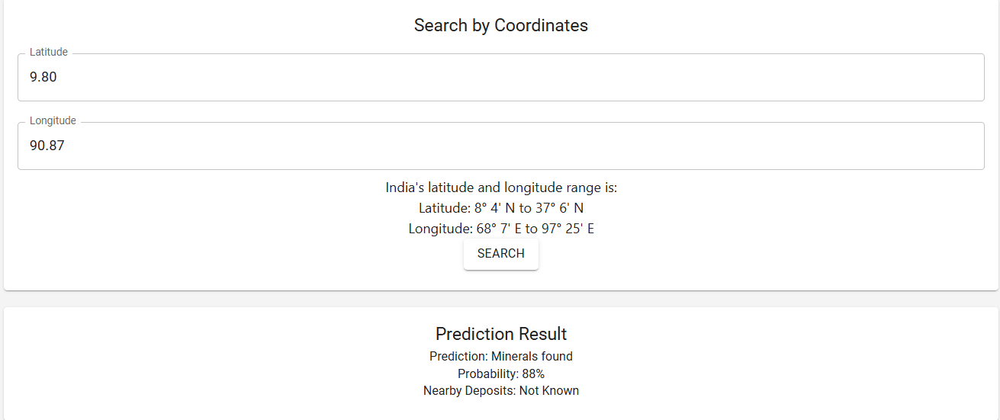 Search by Coordinates
Latitude
9.80
Longitude
90.87
India's latitude and longitude range is:
Latitude: 8° 4' N to 37° 6' N
Longitude: 68° 7' E to 97° 25' E
SEARCH
Prediction Result
Prediction: Minerals found
Probability: 88%
Nearby Deposits: Not Known